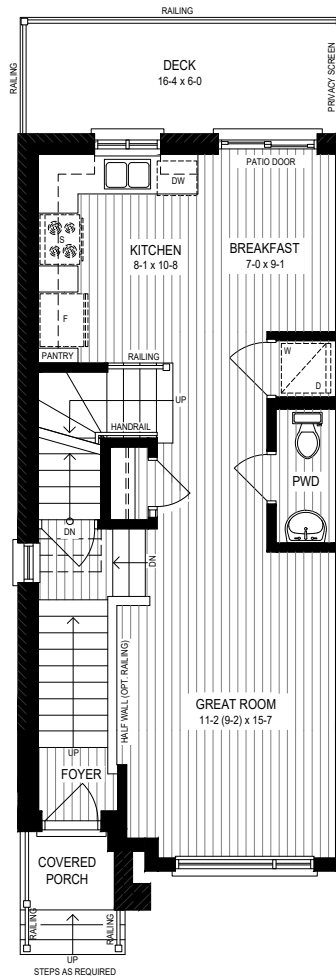 RAILING
RAILING
DECK
16-4 x 6-0
PRIVACY SCREEN
PATIO DOOR
DW
S
KITCHEN
8-1 x 10-8
BREAKFAST
7-0 x 9-1
F
PANTRY
RAILING
W
D
UP
HANDRAIL
PWD
DN
DN
HALF WALL (OPT. RAILING)
GREAT ROOM
11-2 (9-2) x 15-7
UP
FOYER
COVERED
PORCH
RAILING
RAILING
UP
STEPS AS REQUIRED